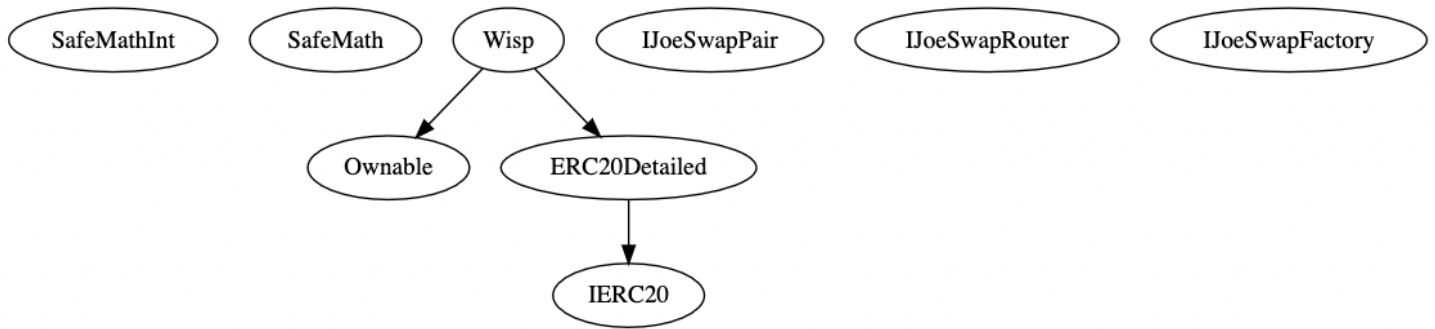 SafeMathInt
SafeMath
Wisp
IJoeSwapPair
IJoeSwapRouter
IJoeSwapFactory
Ownable
ERC20Detailed
IERC20